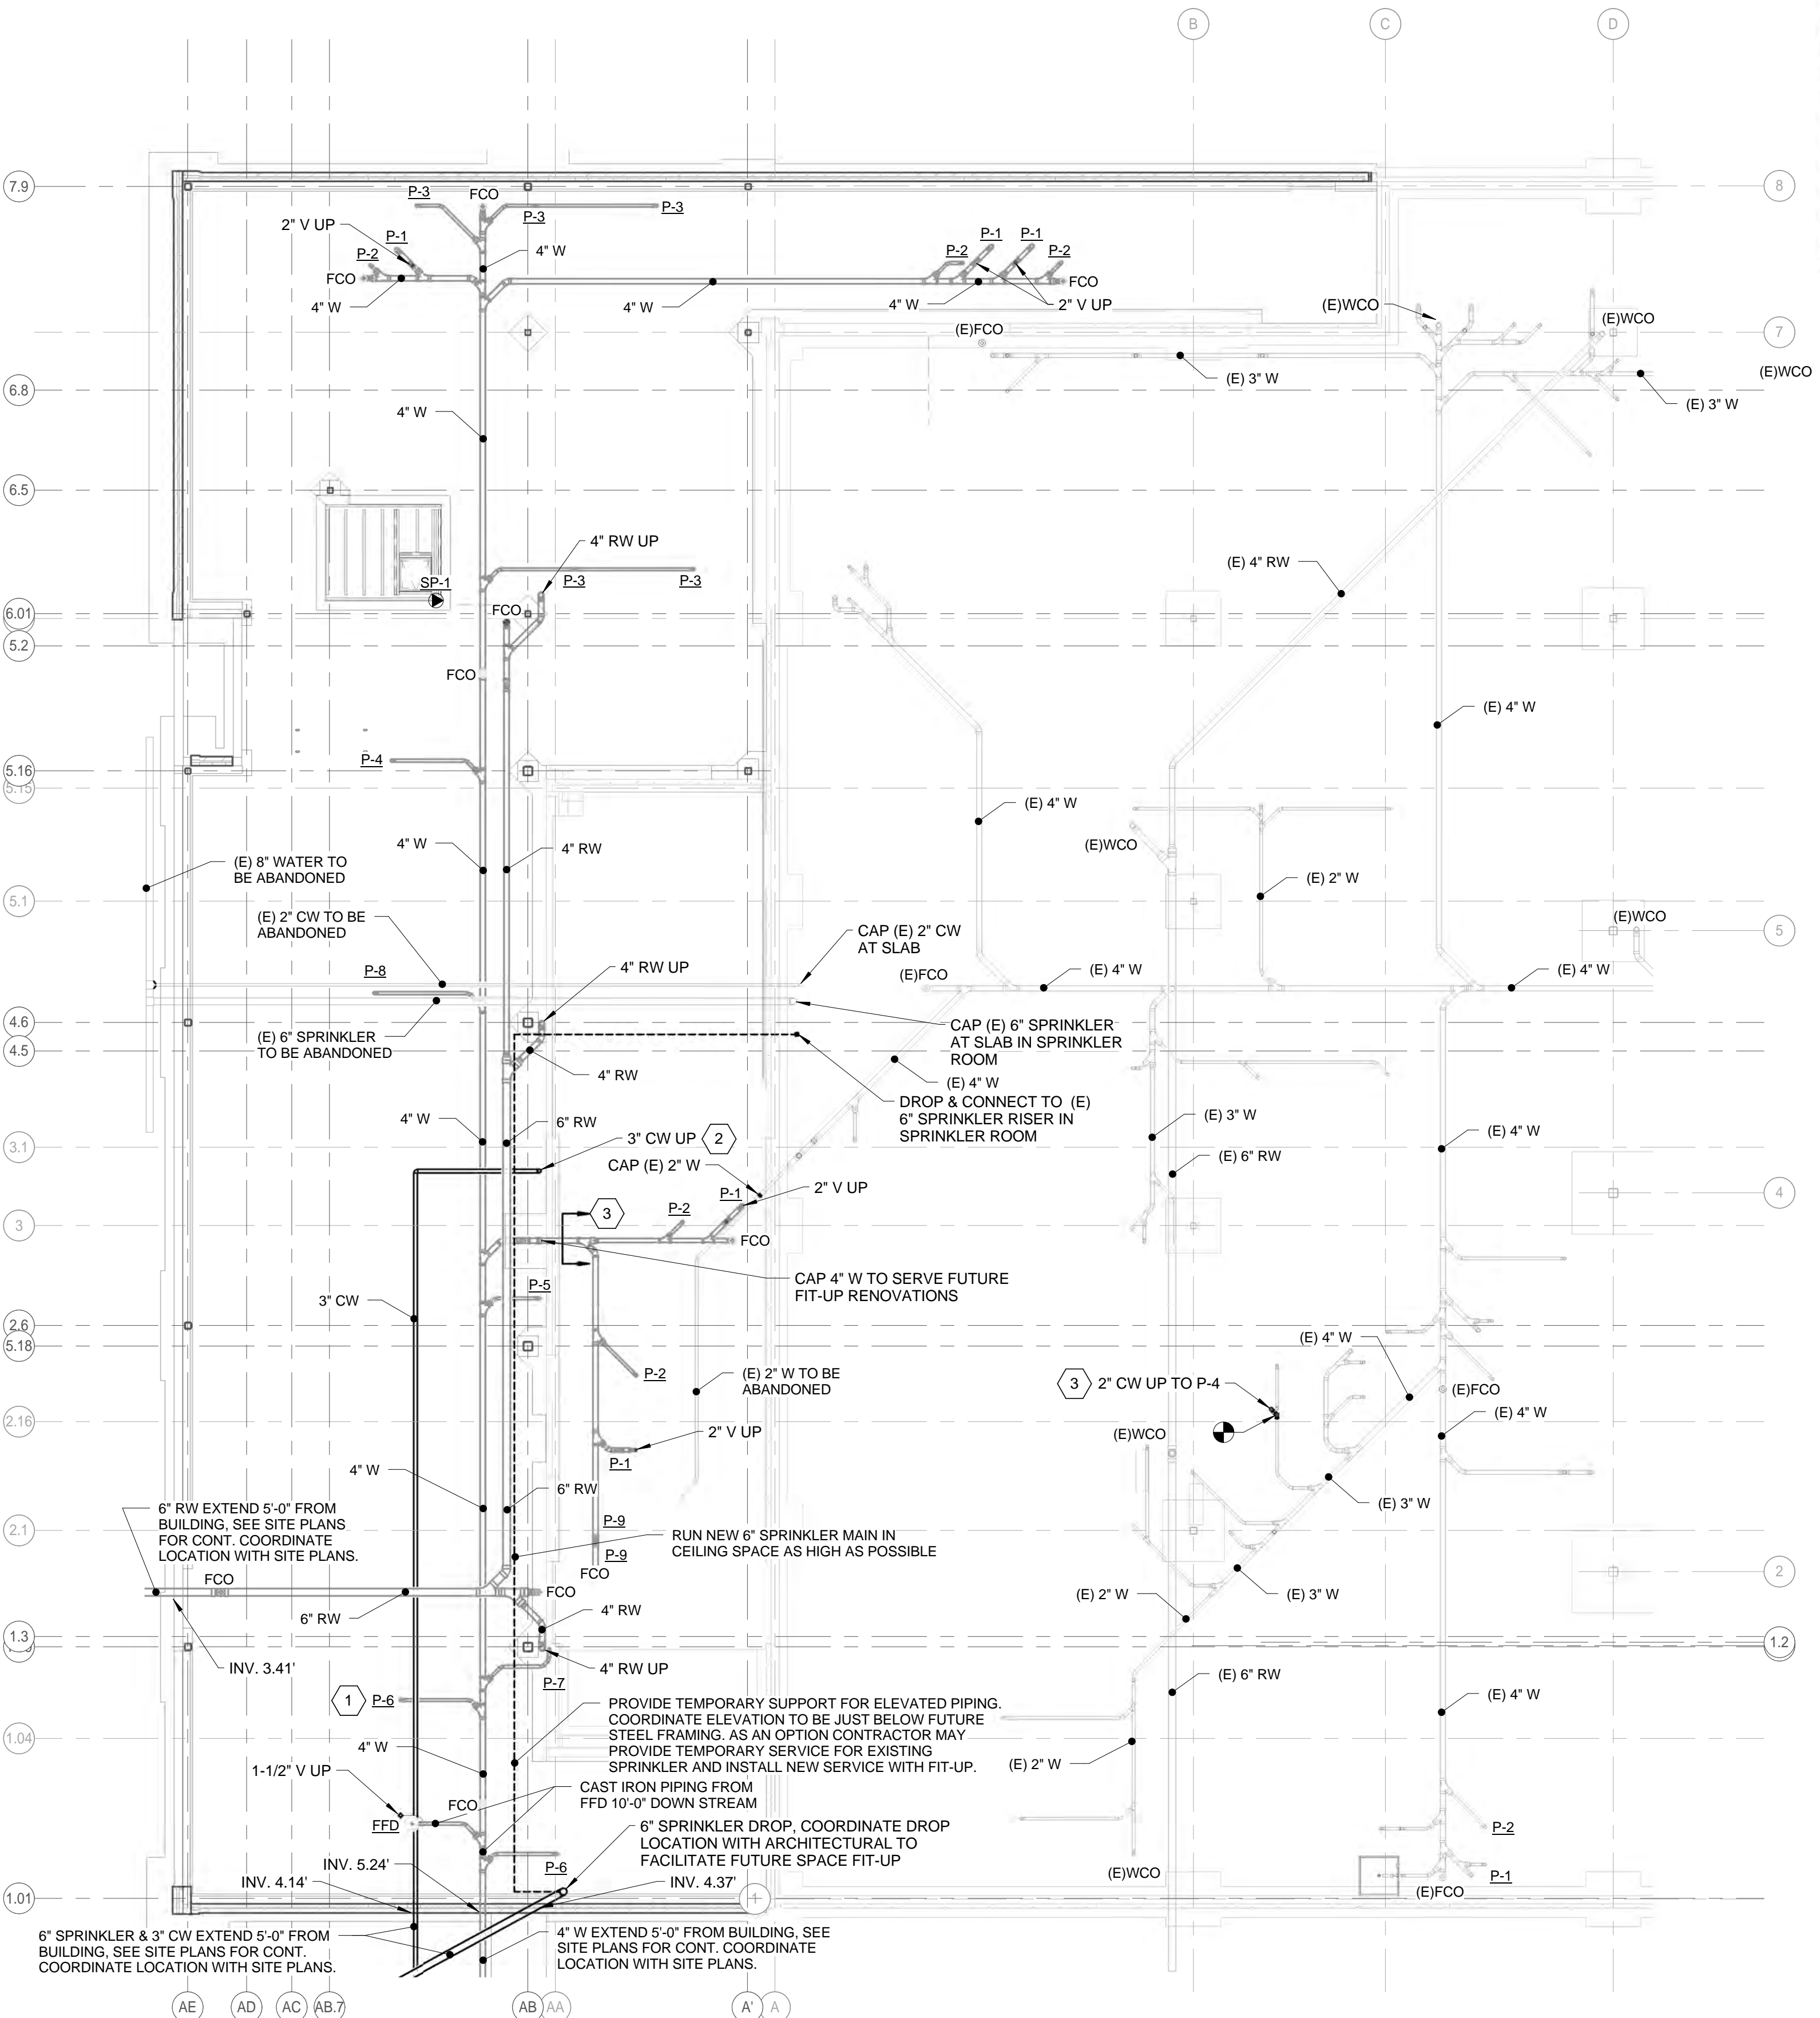 B
C
D
7.9
8
P-3
FCO
P-3
P-3
2" V UP
P-1
P-2
4" W
FCO
4" W
4" W
P-2
P-1
P-1
P-2
FCO
4" W
2" V UP
(E)WCO
(E)WCO
(E)FCO
7
(E) 3" W
(E)WCO
6.8
(E) 3" W
4" W
6.5
4" RW UP
(E) 4" RW
SP-1
P-3
P-3
6.01
FCO
5.2
FCO
(E) 4" W
P-4
5.16
5.15
(E) 4" W
4" W
4" RW
(E)WCO
(E) 8" WATER TO
BE ABANDONED
(E) 2" W
5.1
(E) 2" CW TO BE
ABANDONED
(E)WCO
CAP (E) 2" CW
AT SLAB
5
P-8
4" RW UP
(E)FCO
(E) 4" W
(E) 4" W
4.6
(E) 6" SPRINKLER
TO BE ABANDONED
CAP (E) 6" SPRINKLER
AT SLAB IN SPRINKLER
ROOM
4.5
4" RW
(E) 4" W
DROP & CONNECT TO (E)
6" SPRINKLER RISER IN
SPRINKLER ROOM
4" W
6" RW
(E) 3" W
3.1
3" CW UP
2
(E) 4" W
CAP (E) 2" W
(E) 6" RW
P-1
2" V UP
4
P-2
3
3
FCO
CAP 4" W TO SERVE FUTURE
FIT-UP RENOVATIONS
P-5
3" CW
2.6
5.18
(E) 4" W
P-2
(E) 2" W TO BE
ABANDONED
3
2" CW UP TO P-4
(E)FCO
2.16
(E) 4" W
2" V UP
(E)WCO
P-1
4" W
6" RW
(E) 3" W
6" RW EXTEND 5'-0" FROM
BUILDING, SEE SITE PLANS
FOR CONT. COORDINATE
LOCATION WITH SITE PLANS.
2.1
P-9
P-9
FCO
RUN NEW 6" SPRINKLER MAIN IN
CEILING SPACE AS HIGH AS POSSIBLE
FCO
FCO
2
(E) 2" W
(E) 3" W
6" RW
4" RW
1.3
1.2
INV. 3.41'
4" RW UP
(E) 6" RW
P-7
1
P-6
PROVIDE TEMPORARY SUPPORT FOR ELEVATED PIPING.
COORDINATE ELEVATION TO BE JUST BELOW FUTURE
STEEL FRAMING. AS AN OPTION CONTRACTOR MAY
PROVIDE TEMPORARY SERVICE FOR EXISTING
SPRINKLER AND INSTALL NEW SERVICE WITH FIT-UP.
(E) 4" W
1.04
4" W
(E) 2" W
1-1/2" V UP
CAST IRON PIPING FROM
FFD 10'-0" DOWN STREAM
FCO
FFD
6" SPRINKLER DROP, COORDINATE DROP
LOCATION WITH ARCHITECTURAL TO
FACILITATE FUTURE SPACE FIT-UP
P-2
INV. 5.24'
P-6
(E)WCO
P-1
INV. 4.14'
INV. 4.37'
(E)FCO
1.01
1
6" SPRINKLER & 3" CW EXTEND 5'-0" FROM
BUILDING, SEE SITE PLANS FOR CONT.
COORDINATE LOCATION WITH SITE PLANS.
4" W EXTEND 5'-0" FROM BUILDING, SEE
SITE PLANS FOR CONT. COORDINATE
LOCATION WITH SITE PLANS.
AE
AD
AC
AB.7
AB
AA
A'
A